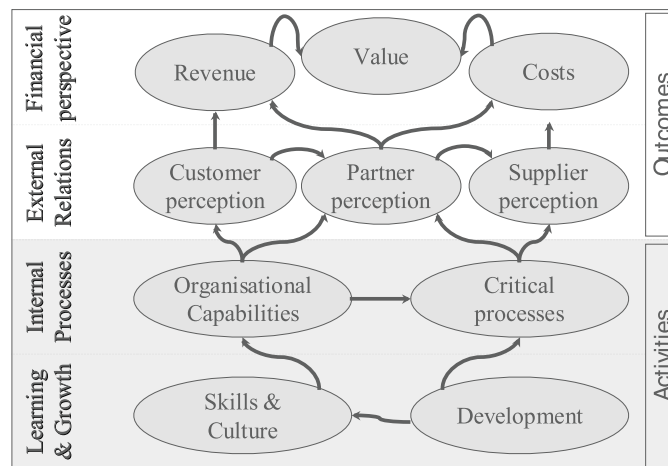 Financial
perspective
Revenue
Value
Costs
Outcomes
External
Relations
Customer
perception
Partner
perception
Supplier
perception
Internal
Processes
Organisational
Capabilities
Critical
processes
Activities
Learning
& Growth
Skills &
Culture
Development